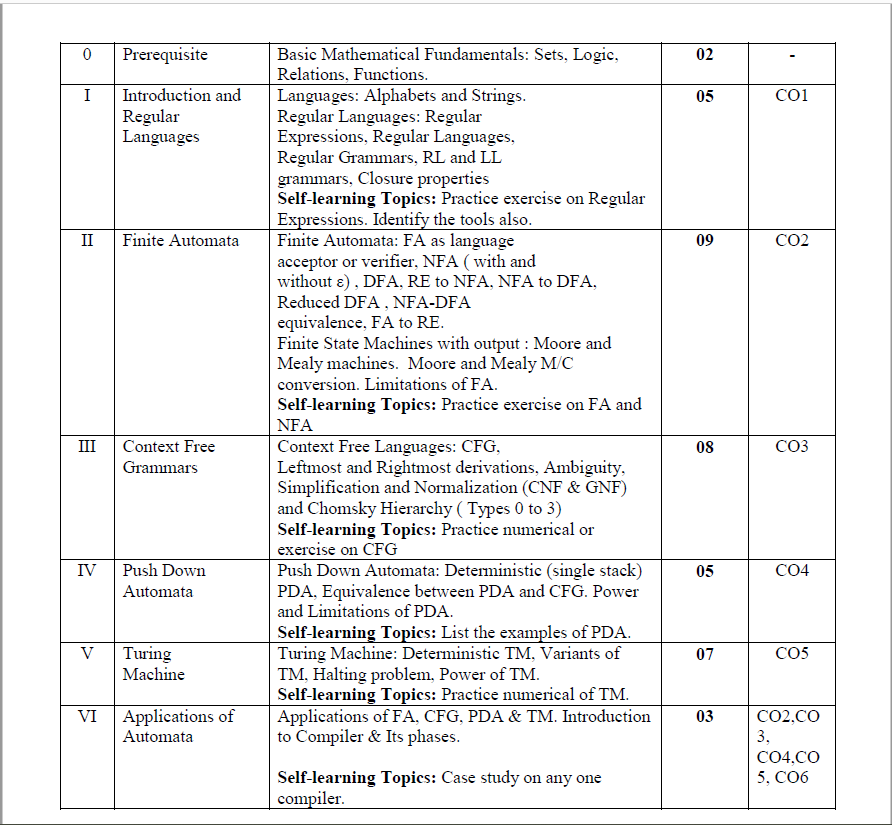 0 Prerequisite Basic Mathematical Fundamentals: Sets, Logic, 02 -
Relations, Functions.
I Introduction and Languages: Alphabets and Strings. 05 CO1
Regular Regular Languages: Regular
Languages Expressions, Regular Languages,
Regular Grammars, RL and LL
grammars, Closure properties
Self-learning Topics: Practice exercise on Regular
Expressions. Identify the tools also.
II Finite Automata Finite Automata: FA as language 09 CO2
acceptor or verifier, NFA ( with and
without ε) , DFA, RE to NFA, NFA to DFA,
Reduced DFA , NFA-DFA
equivalence, FA to RE.
Finite State Machines with output : Moore and
Mealy machines. Moore and Mealy M/C
conversion. Limitations of FA.
Self-learning Topics: Practice exercise on FA and
NFA
III Context Free Context Free Languages: CFG, 08 CO3
Grammars Leftmost and Rightmost derivations, Ambiguity,
Simplification and Normalization (CNF & GNF)
and Chomsky Hierarchy ( Types 0 to 3)
Self-learning Topics: Practice numerical or
exercise on CFG
IV Push Down Push Down Automata: Deterministic (single stack) 05 CO4
Automata PDA, Equivalence between PDA and CFG. Power
and Limitations of PDA.
Self-learning Topics: List the examples of PDA.
V Turing Turing Machine: Deterministic TM, Variants of 07 CO5
Machine TM, Halting problem, Power of TM.
Self-learning Topics: Practice numerical of TM.
VI Applications of Applications of FA, CFG, PDA & TM. Introduction 03 CO2,CO
Automata to Compiler & Its phases. 3,
CO4,CO
Self-learning Topics: Case study on any one 5, CO6
compiler.